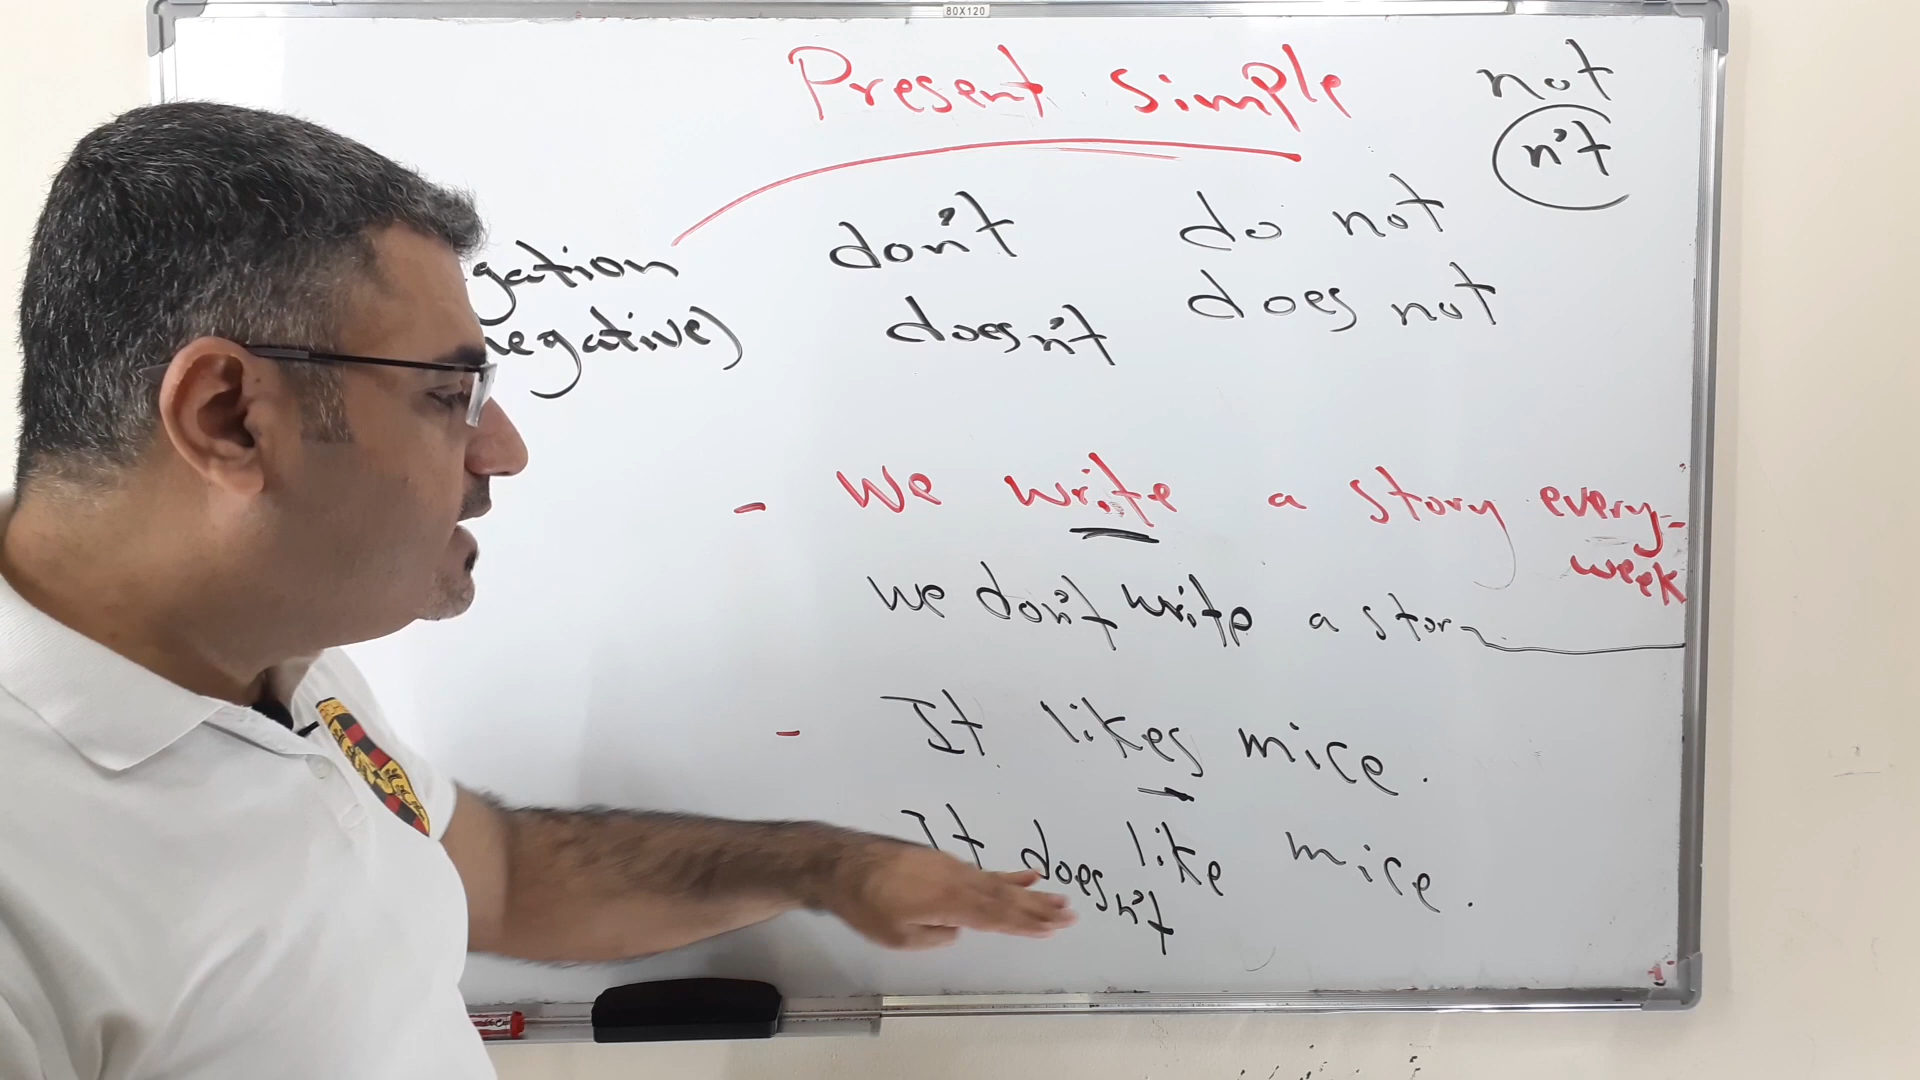 80X120
Present Simple
not
n't
gation
egative)
don't
do not
doesn't
does not
- We write a story every-
week
we don't write a stor
- It likes mice.
It doesn't like mice.